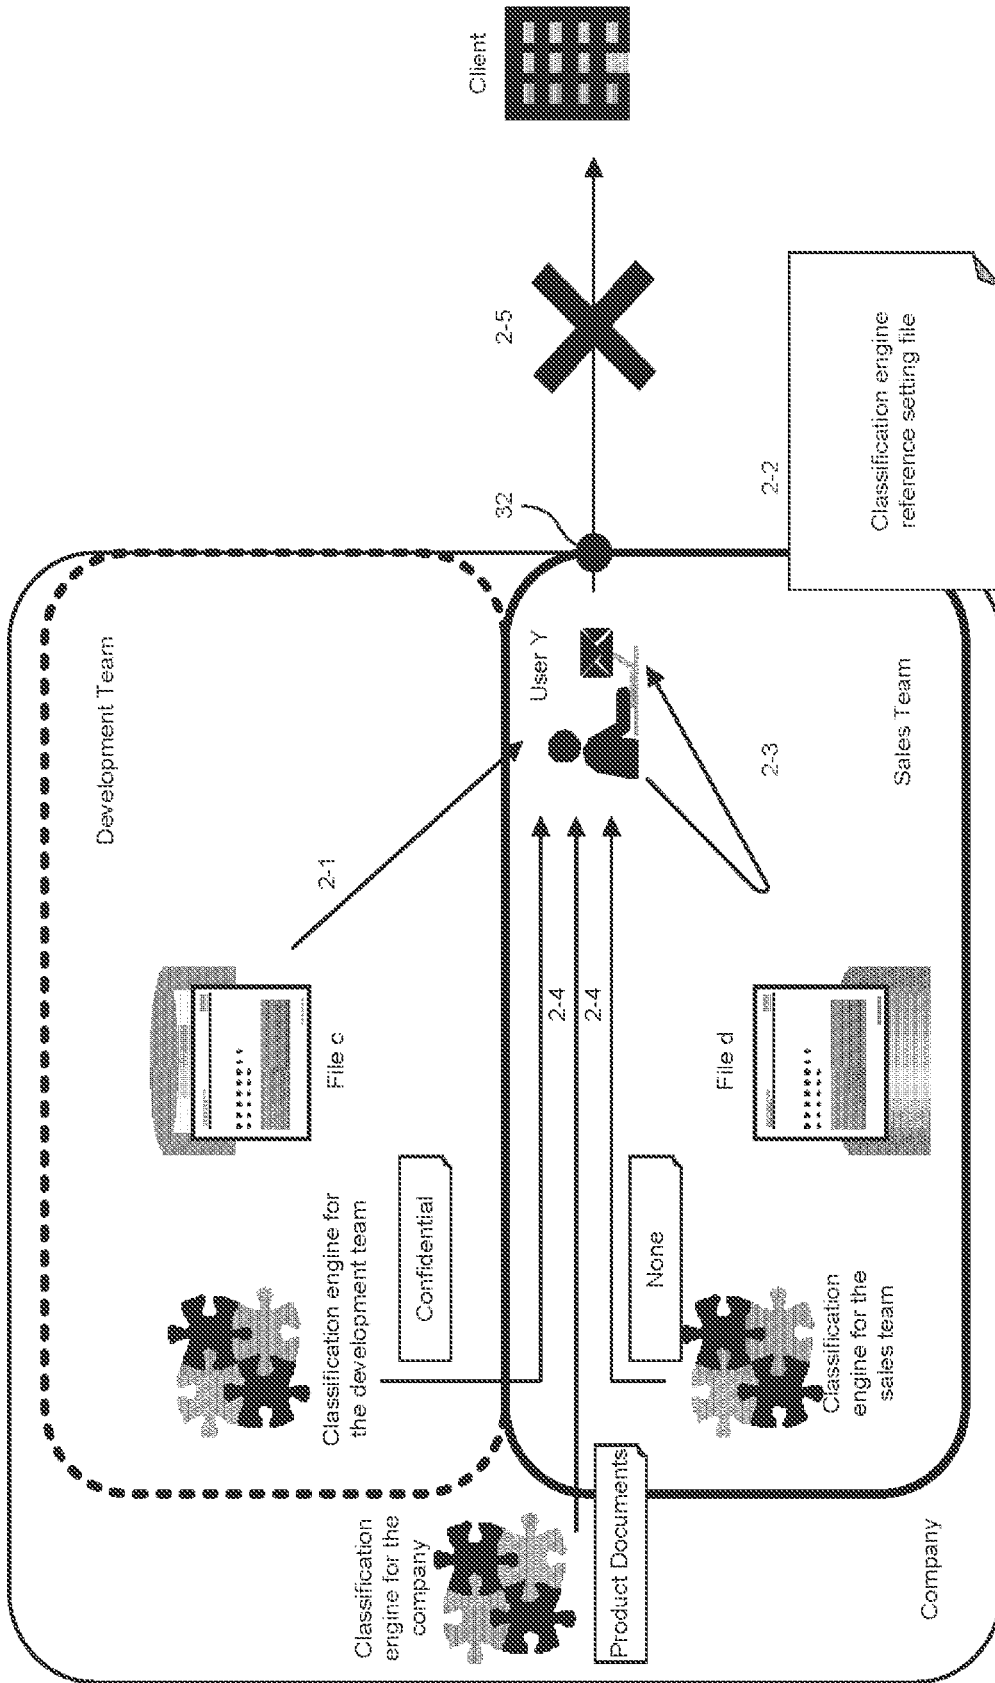 Company
Classification
engine for the
company
Product Documents
Development Team
Classification engine for
the development team
Confidential
File c
2-1
2-4
2-4
User Y
32
None
Classification
engine for the
sales team
File d
2-3
Sales Team
2-2
Classification engine
reference setting file
2-5
Client